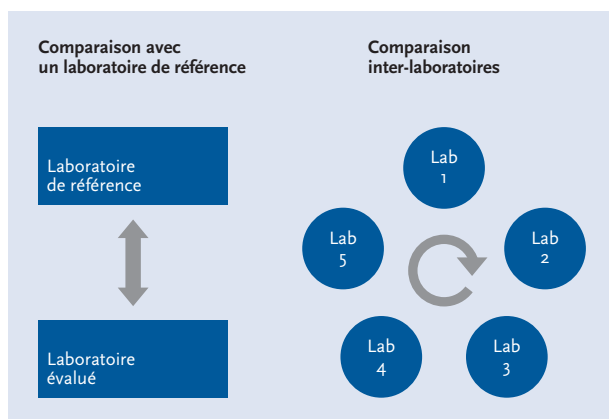 Comparaison avec
un laboratoire de référence
Laboratoire
de référence
Laboratoire
évalué
Comparaison
inter-laboratoires
Lab
1
Lab
2
Lab
3
Lab
4
Lab
5